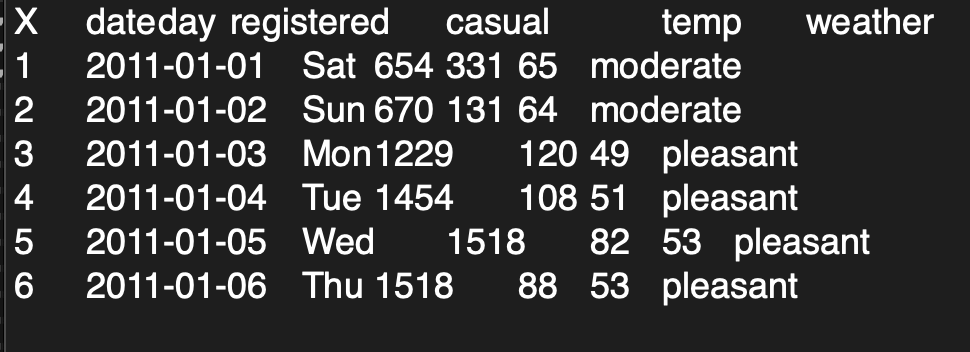 X dateday registered casual temp weather
1 2011-01-01 Sat 654 331 65 moderate
2 2011-01-02 Sun 670 131 64 moderate
3 2011-01-03 Mon 1229 120 49 pleasant
4 2011-01-04 Tue 1454 108 51 pleasant
5 2011-01-05 Wed 1518 82 53 pleasant
6 2011-01-06 Thu 1518 88 53 pleasant